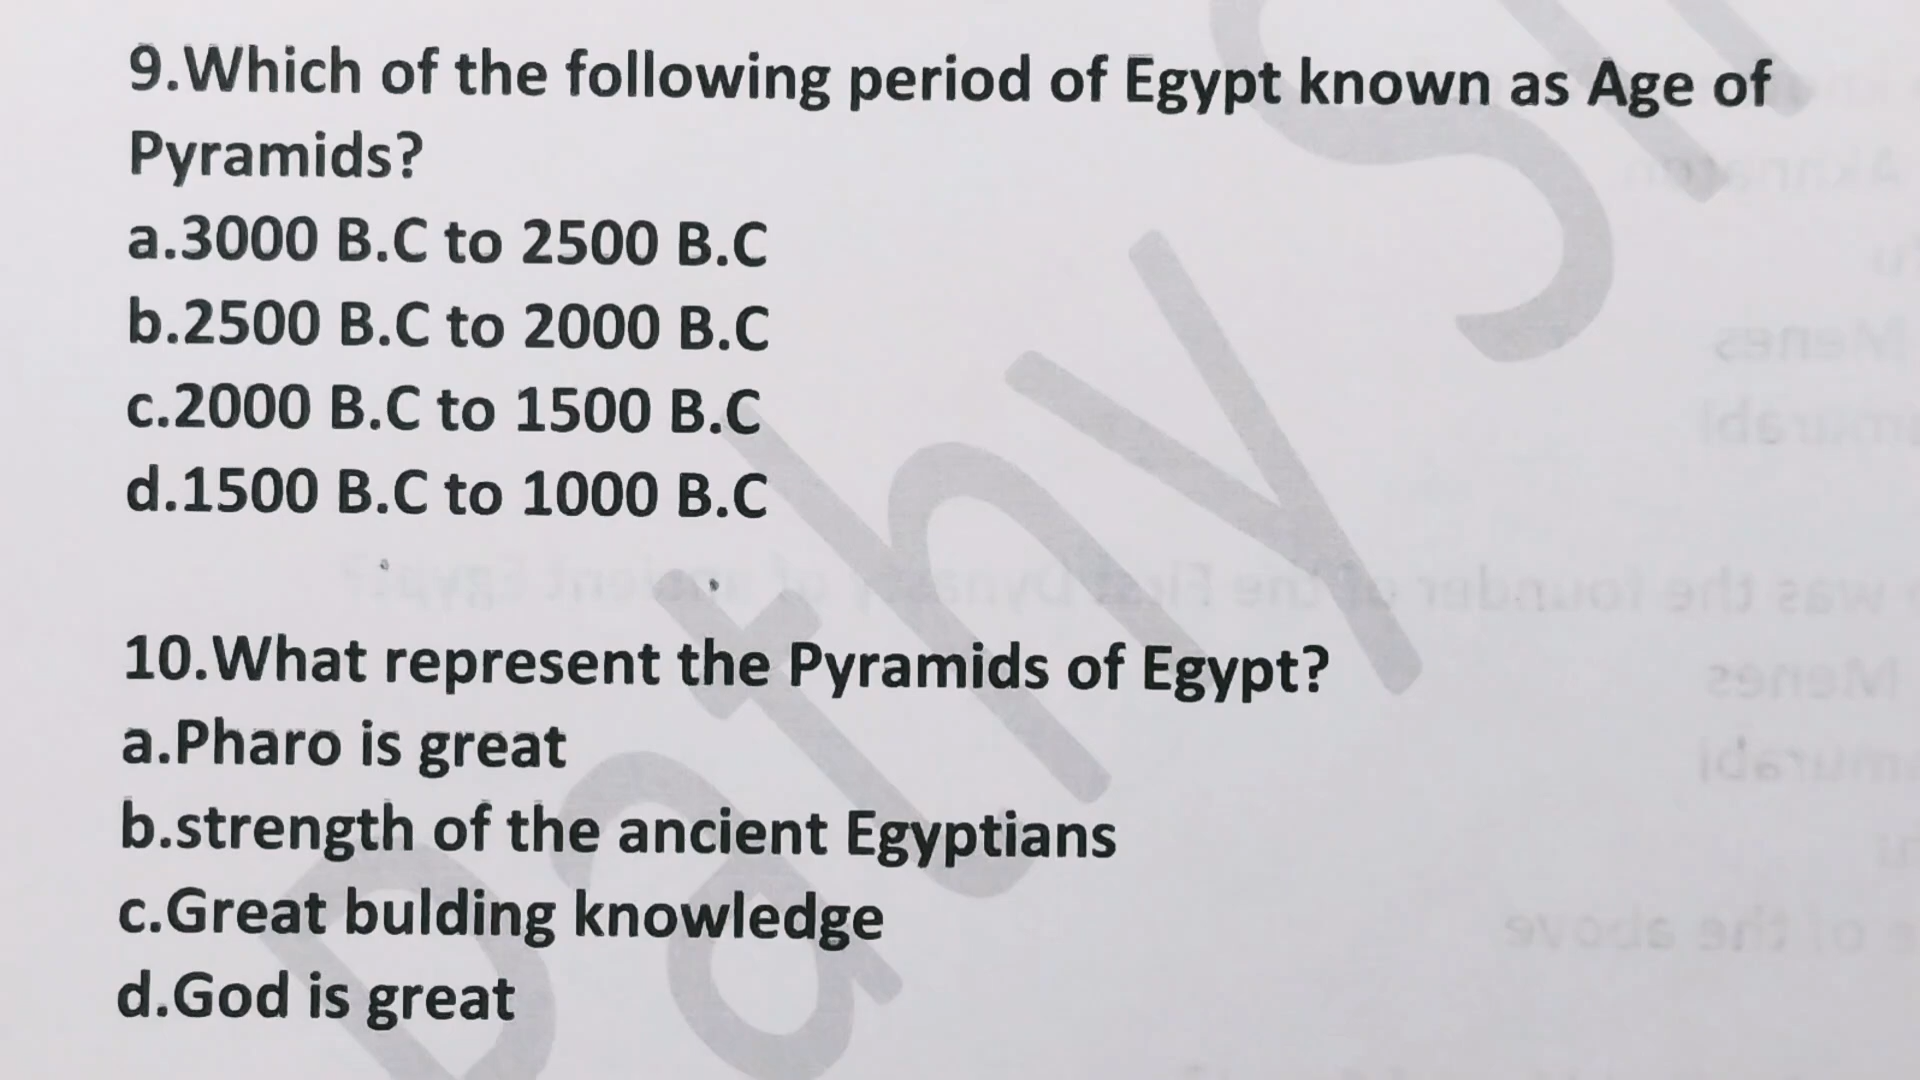 9.Which of the following period of Egypt known as Age of
Pyramids?
a.3000 B.C to 2500 B.C
b.2500 B.C to 2000 B.C
c.2000 B.C to 1500 B.C
d.1500 B.C to 1000 B.C
10.What represent the Pyramids of Egypt?
a.Pharo is great
b.strength of the ancient Egyptians
c.Great bulding knowledge
d.God is great
Pathy